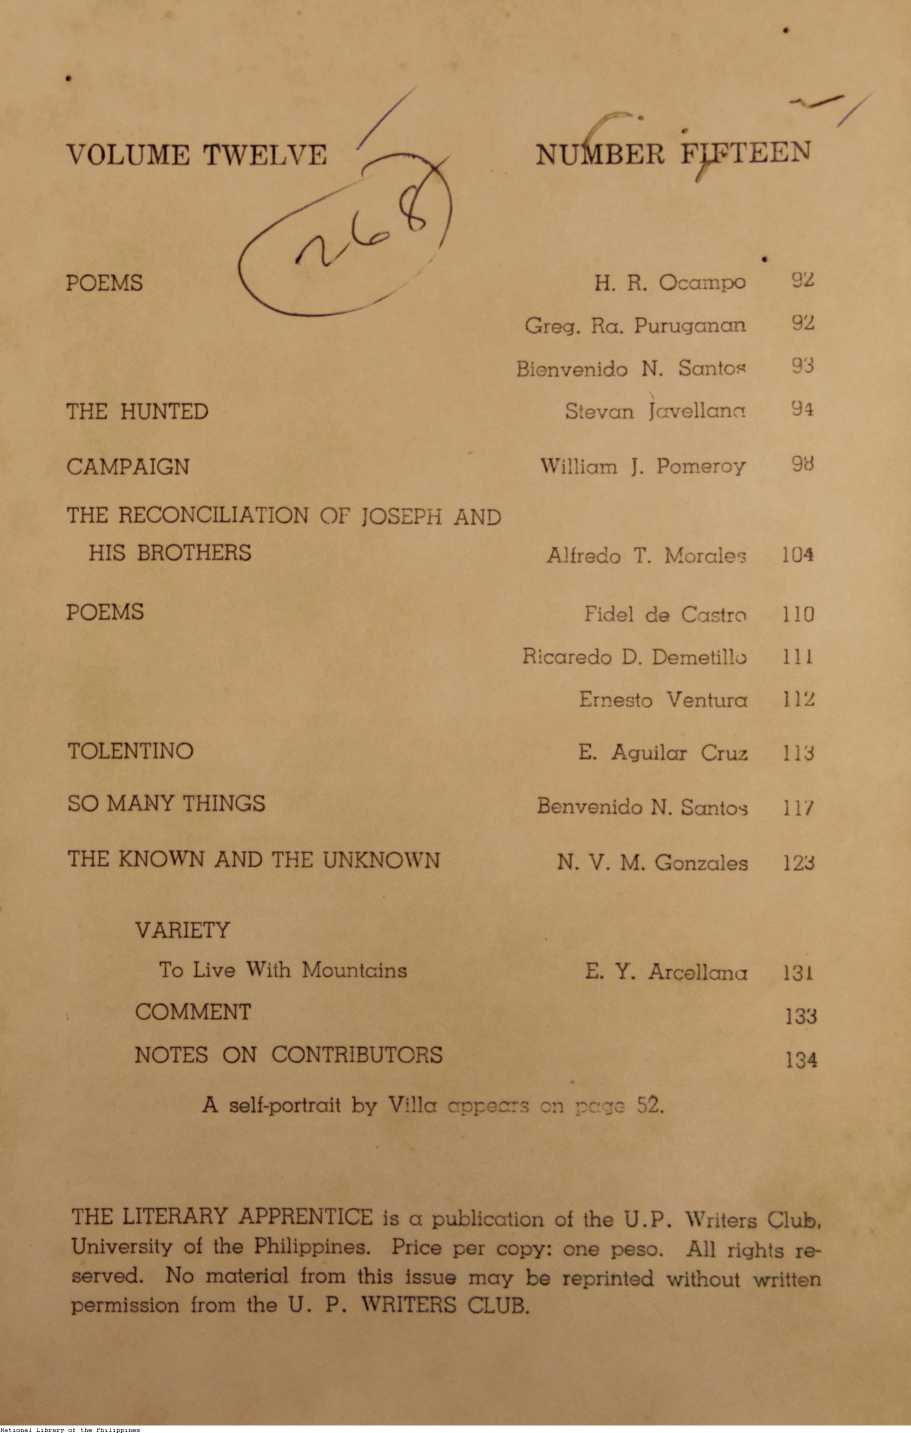 VOLUME TWELVE NUMBER FIFTEEN
268
POEMS H. R. Ocampo 92
Greg. Ra. Puruganan 92
Bienvenido N. Santos 93
THE HUNTED Stevan Javellana 94
CAMPAIGN William J. Pomeroy 98
THE RECONCILIATION OF JOSEPH AND
HIS BROTHERS Alfredo T. Morales 104
POEMS Fidel de Castro 110
Ricaredo D. Demetillo 111
Ernesto Ventura 112
TOLENTINO E. Aguilar Cruz 113
SO MANY THINGS Benvenido N. Santos 117
THE KNOWN AND THE UNKNOWN N. V. M. Gonzales 123
VARIETY
To Live With Mountains E. Y. Arcellana 131
COMMENT 133
NOTES ON CONTRIBUTORS 134
A self-portrait by Villa appears on page 52.
THE LITERARY APPRENTICE is a publication of the U.P. Writers Club,
University of the Philippines. Price per copy: one peso. All rights re-
served. No material from this issue may be reprinted without written
permission from the U. P. WRITERS CLUB.
National Library of the Philippines